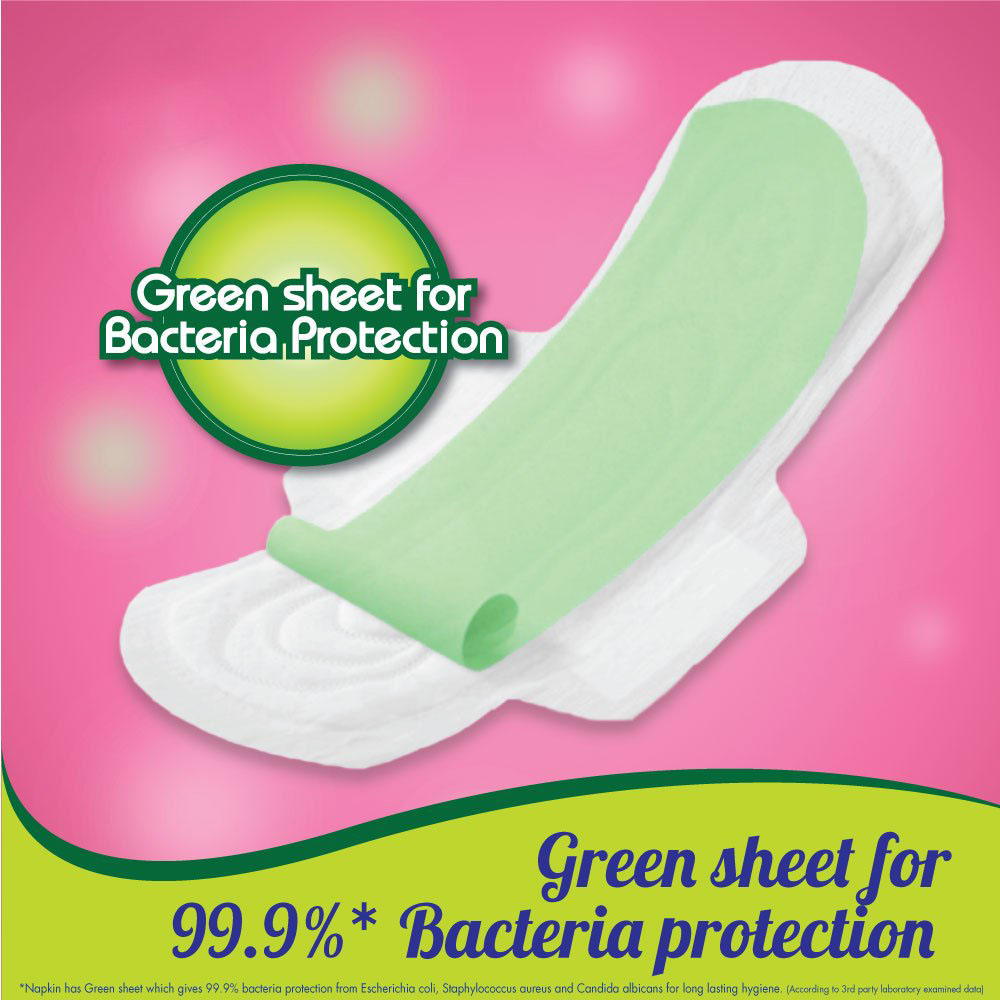 Green sheet for
Bacteria Protection
Green sheet for
99.9%* Bacteria protection
*Napkin has Green sheet which gives 99.9% bacteria protection from Escherichia coli, Staphylococcus aureus and Candida albicans for long lasting hygiene. (According to 3rd party laboratory examined data)